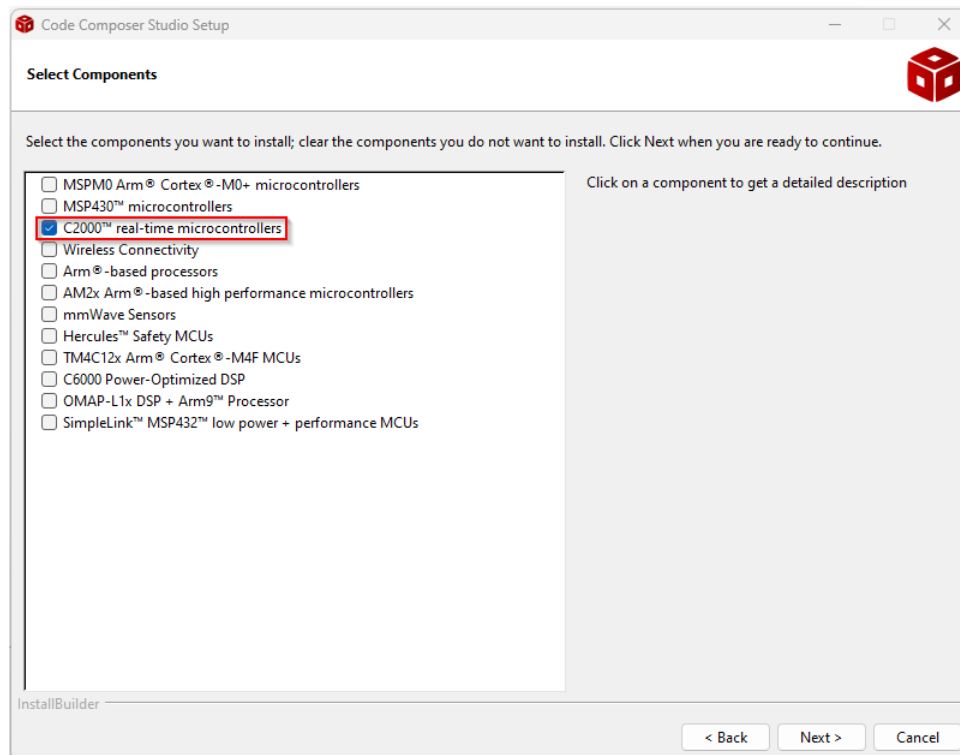 Code Composer Studio Setup
Select Components
Select the components you want to install; clear the components you do not want to install. Click Next when you are ready to continue.
MSPM0 Arm® Cortex®-M0+ microcontrollers
MSP430™ microcontrollers
C2000™ real-time microcontrollers
Wireless Connectivity
Arm®-based processors
AM2x Arm®-based high performance microcontrollers
mmWave Sensors
Hercules™ Safety MCUs
TM4C12x Arm® Cortex®-M4F MCUs
C6000 Power-Optimized DSP
OMAP-L1x DSP + Arm9™ Processor
SimpleLink™ MSP432™ low power + performance MCUs
Click on a component to get a detailed description
InstallBuilder
< Back Next > Cancel